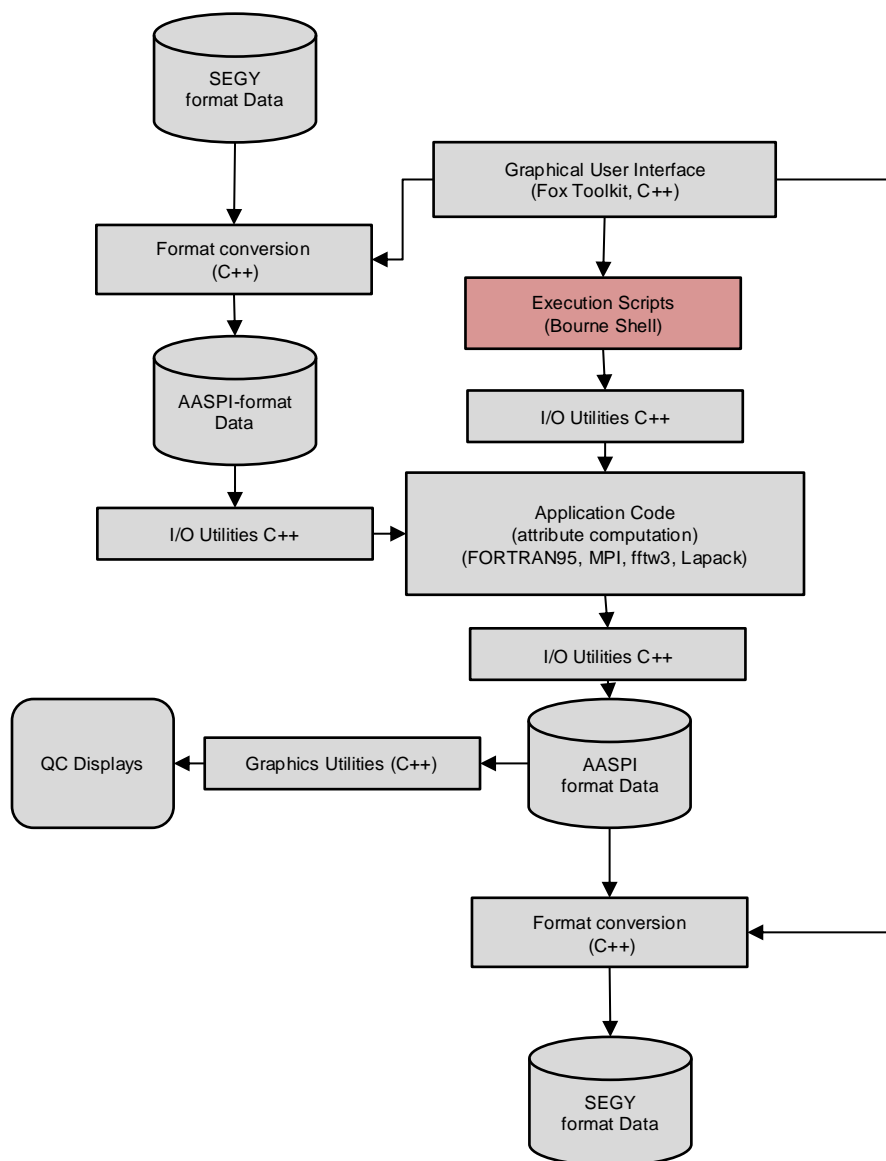 SEGY
format Data
Graphical User Interface
(Fox Toolkit, C++)
Format conversion
(C++)
Execution Scripts
(Bourne Shell)
AASPI-format
Data
I/O Utilities C++
I/O Utilities C++
Application Code
(attribute computation)
(FORTRAN95, MPI, fftw3, Lapack)
I/O Utilities C++
QC Displays
Graphics Utilities (C++)
AASPI
format Data
Format conversion
(C++)
SEGY
format Data